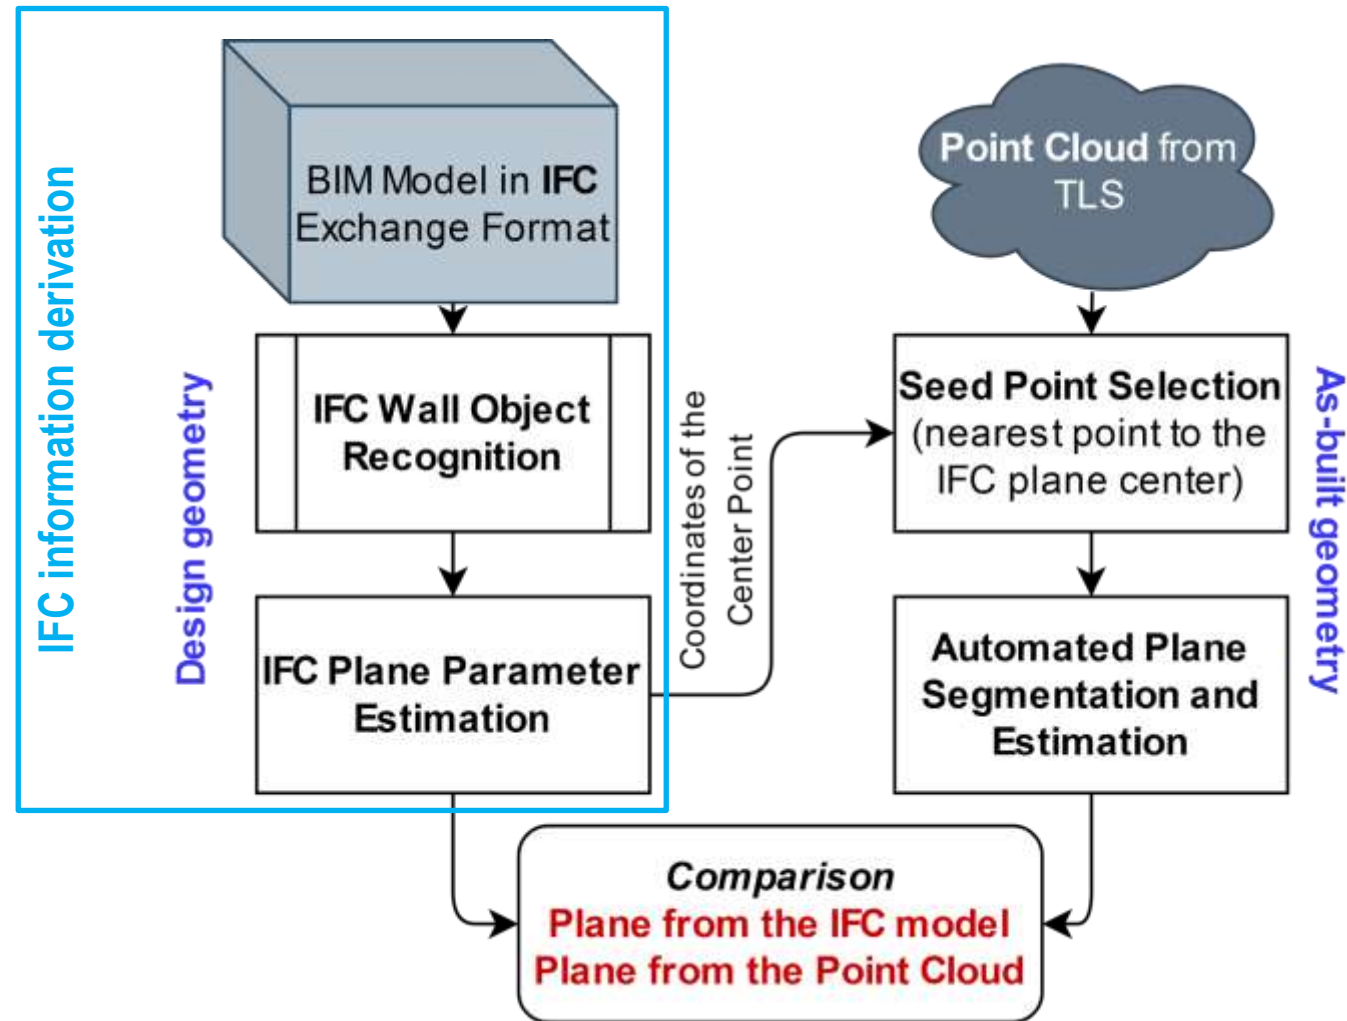 IFC information derivation
BIM Model in IFC
Exchange Format
Design geometry
IFC Wall Object
Recognition
IFC Plane Parameter
Estimation
Coordinates of the
Center Point
Point Cloud from
TLS
Seed Point Selection
(nearest point to the
IFC plane center)
As-built geometry
Automated Plane
Segmentation and
Estimation
Comparison
Plane from the IFC model
Plane from the Point Cloud